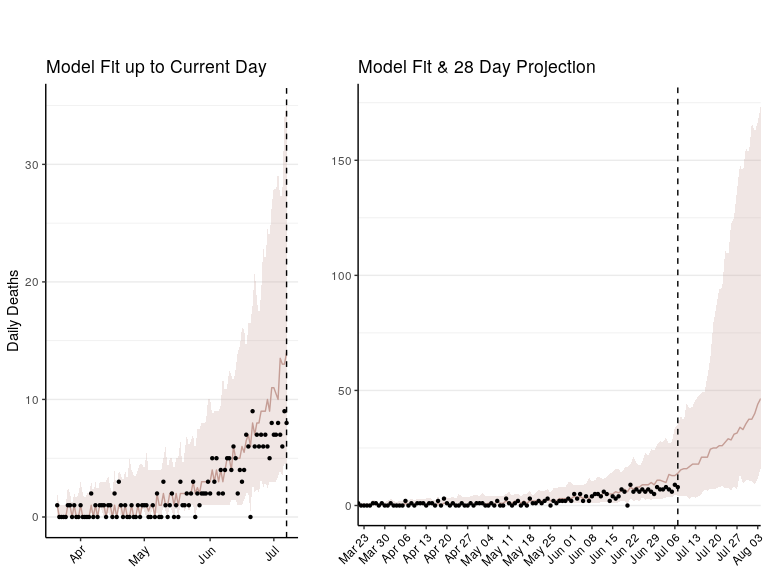 Model Fit up to Current Day
Daily Deaths
30
20
10
0
Apr
May
Jun
Jul
Model Fit & 28 Day Projection
150
100
50
0
Mar 23
Mar 30
Apr 06
Apr 13
Apr 20
Apr 27
May 04
May 11
May 18
May 25
Jun 01
Jun 08
Jun 15
Jun 22
Jun 29
Jul 06
Jul 13
Jul 20
Jul 27
Aug 03